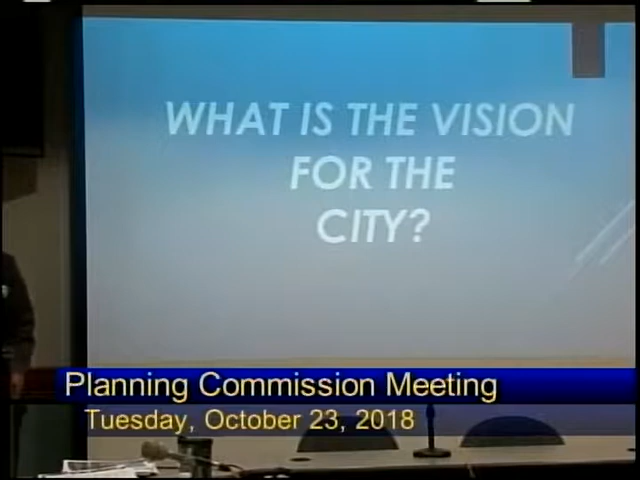 WHAT IS THE VISION
FOR THE
CITY?
Planning Commission Meeting
Tuesday, October 23, 2018